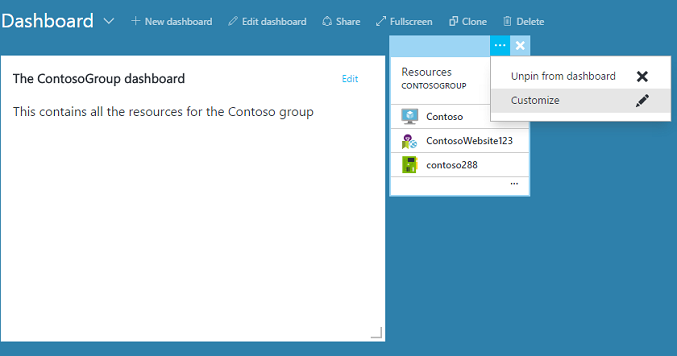 Dashboard
+ New dashboard
Edit dashboard
Share
Fullscreen
Clone
Delete
The ContosoGroup dashboard
Edit
This contains all the resources for the Contoso group
...
Resources
CONTOSOGROUP
Contoso
ContosoWebsite123
contoso288
...
Unpin from dashboard
Customize